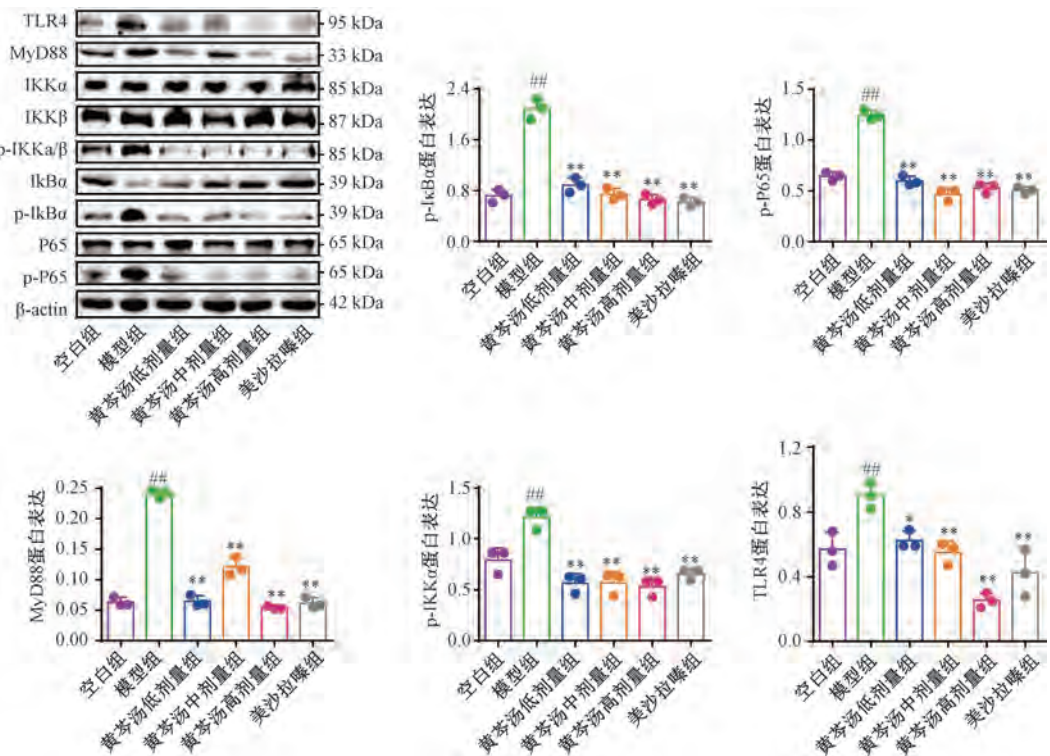 TLR4 95 kDa
MyD88 33 kDa
IKKα 85 kDa
IKKβ 87 kDa
p-IKKa/β 85 kDa
IkBα 39 kDa
p-IkBα 39 kDa
P65 65 kDa
p-P65 65 kDa
β-actin 42 kDa
空白组
模型组
黄芩汤低剂量组
黄芩汤中剂量组
黄芩汤高剂量组
美沙拉嗪组
p-IκBα蛋白表达
2.4
1.6
0.8
0.0
##
**
**
**
**
空白组
模型组
黄芩汤低剂量组
黄芩汤中剂量组
黄芩汤高剂量组
美沙拉嗪组
p-P65蛋白表达
1.5
1.0
0.5
0.0
##
**
**
**
**
空白组
模型组
黄芩汤低剂量组
黄芩汤中剂量组
黄芩汤高剂量组
美沙拉嗪组
MyD88蛋白表达
0.25
0.20
0.15
0.10
0.05
0.00
##
**
**
**
**
空白组
模型组
黄芩汤低剂量组
黄芩汤中剂量组
黄芩汤高剂量组
美沙拉嗪组
p-IKKα蛋白表达
1.5
1.0
0.5
0.0
##
**
**
**
**
空白组
模型组
黄芩汤低剂量组
黄芩汤中剂量组
黄芩汤高剂量组
美沙拉嗪组
TLR4蛋白表达
1.2
0.8
0.4
0.0
##
*
**
**
**
空白组
模型组
黄芩汤低剂量组
黄芩汤中剂量组
黄芩汤高剂量组
美沙拉嗪组